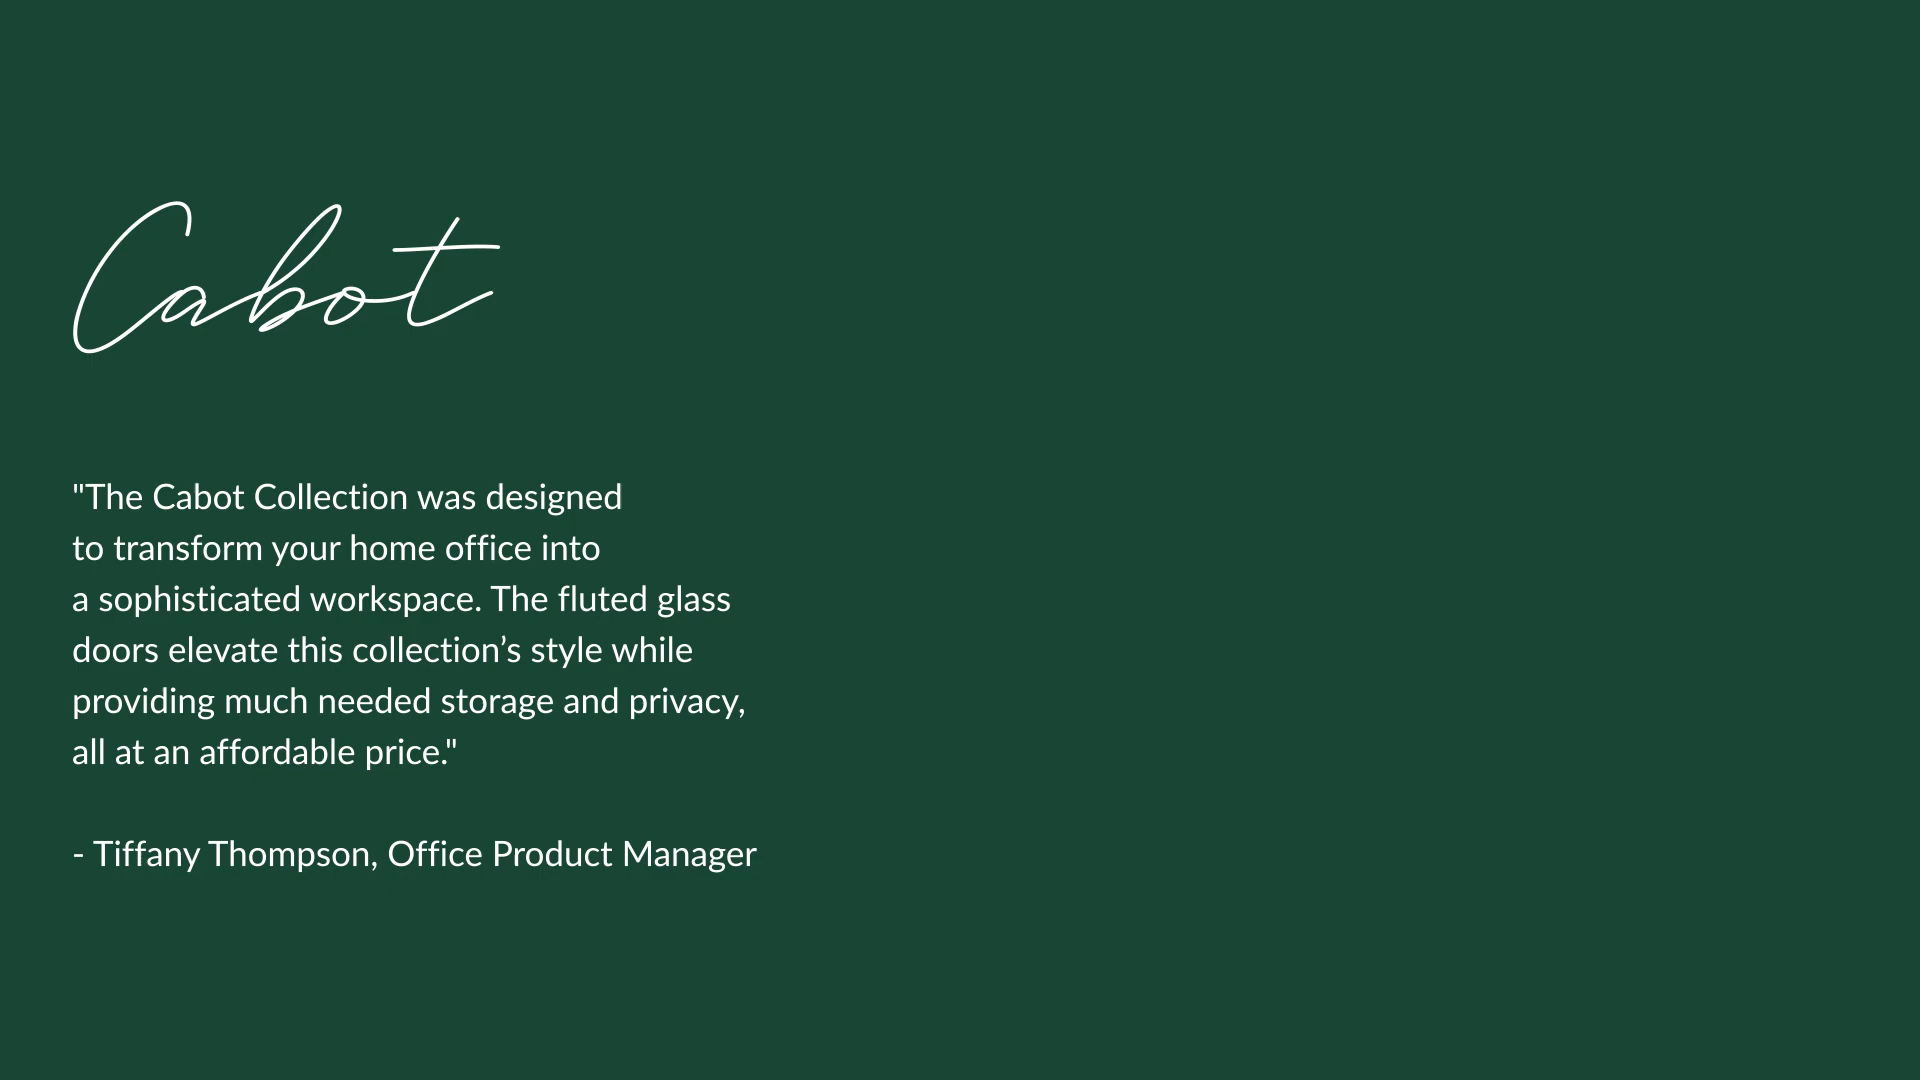 Cabot
"The Cabot Collection was designed
to transform your home office into
a sophisticated workspace. The fluted glass
doors elevate this collection’s style while
providing much needed storage and privacy,
all at an affordable price."
- Tiffany Thompson, Office Product Manager